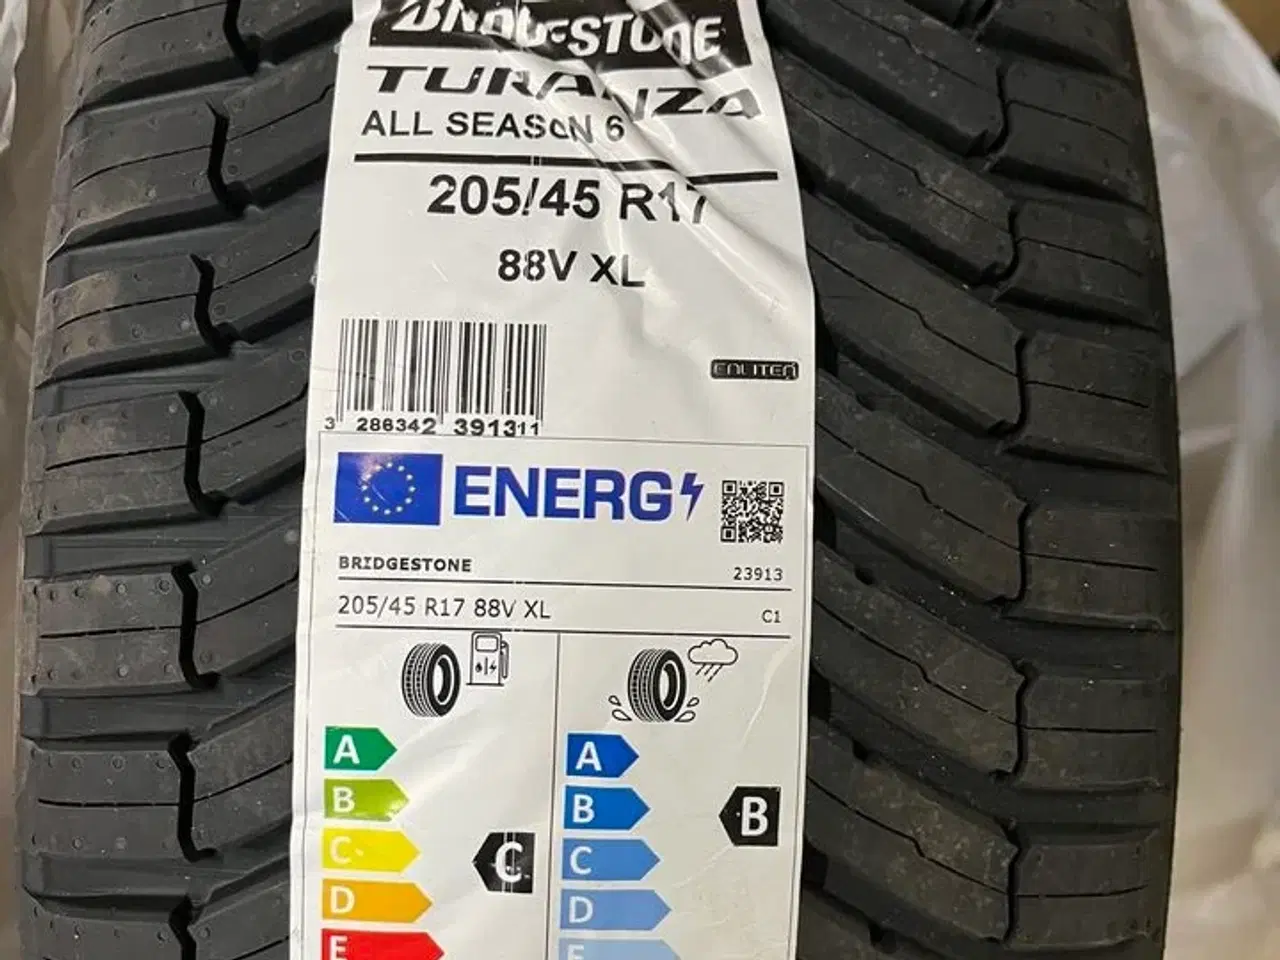 BRIDGESTONE
TURANZA
ALL SEASON 6
205/45 R17
88V XL
ENLITEN
3 286342 391311
ENERG
BRIDGESTONE 23913
205/45 R17 88V XL C1
A
B
C
D
E
C
A
B
C
D
E
B